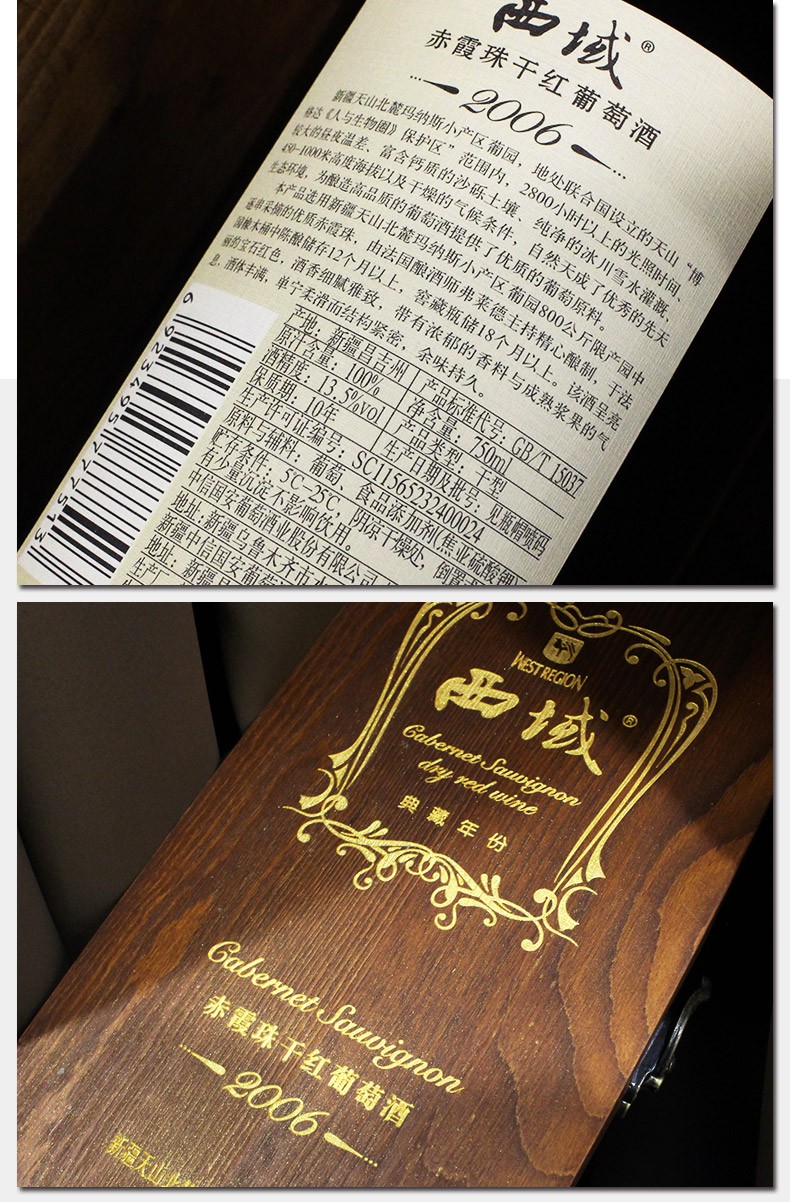 西域®
赤霞珠干红葡萄酒
2006
新疆天山北麓玛纳斯小产区葡园，地处联合国设立的天山“博
格达《人与生物圈》保护区”范围内，2800小时以上的光照时间、
较大的昼夜温差、富含钙质的沙砾土壤、纯净的冰川雪水灌溉、
450-1000米高度海拔以及干燥的气候条件，自然天成了优秀的先天
生态环境，为酿造高品质的葡萄酒提供了优质的葡萄原料。
本产品选用新疆天山北麓玛纳斯小产区葡园800公斤限产园中
逐串采摘的优质赤霞珠，由法国酿酒师弗莱德主持精心酿制，于法
国橡木桶中陈酿储存12个月以上，窖藏瓶储18个月以上。该酒呈亮
丽的宝石红色，酒香细腻雅致，带有浓郁的香料与成熟浆果的气
息，酒体丰满，单宁柔滑而结构紧密，余味持久。
产地：新疆昌吉州 产品标准代号：GB/T 15037
原汁含量：100% 净含量：750ml
酒精度：13.5%vol 产品类型：干型
保质期：10年 生产日期及批号：见瓶帽喷码
生产许可证编号：SC11565232400024
原料与辅料：葡萄、食品添加剂(焦亚硫酸钾)
贮存条件：5℃-25℃，阴凉干燥处，倒置
有少量沉淀不影响饮用。
中信国安葡萄酒业股份有限公司
地址：新疆乌鲁木齐市
新疆中信国安葡萄
地址：新疆
生产厂
6 923495 777513
WEST REGION
西域®
Cabernet Sauvignon
dry red wine
典藏年份
Cabernet Sauvignon
赤霞珠干红葡萄酒
2006
新疆天山北